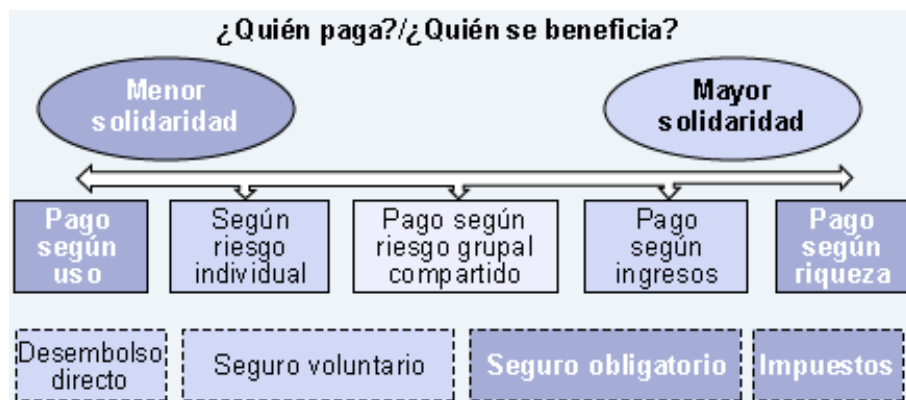 ¿Quién paga?/¿Quién se beneficia?
Menor
solidaridad
Mayor
solidaridad
Pago
según
uso
Según
riesgo
individual
Pago según
riesgo grupal
compartido
Pago
según
ingresos
Pago
según
riqueza
Desembolso
directo
Seguro voluntario
Seguro obligatorio
Impuestos